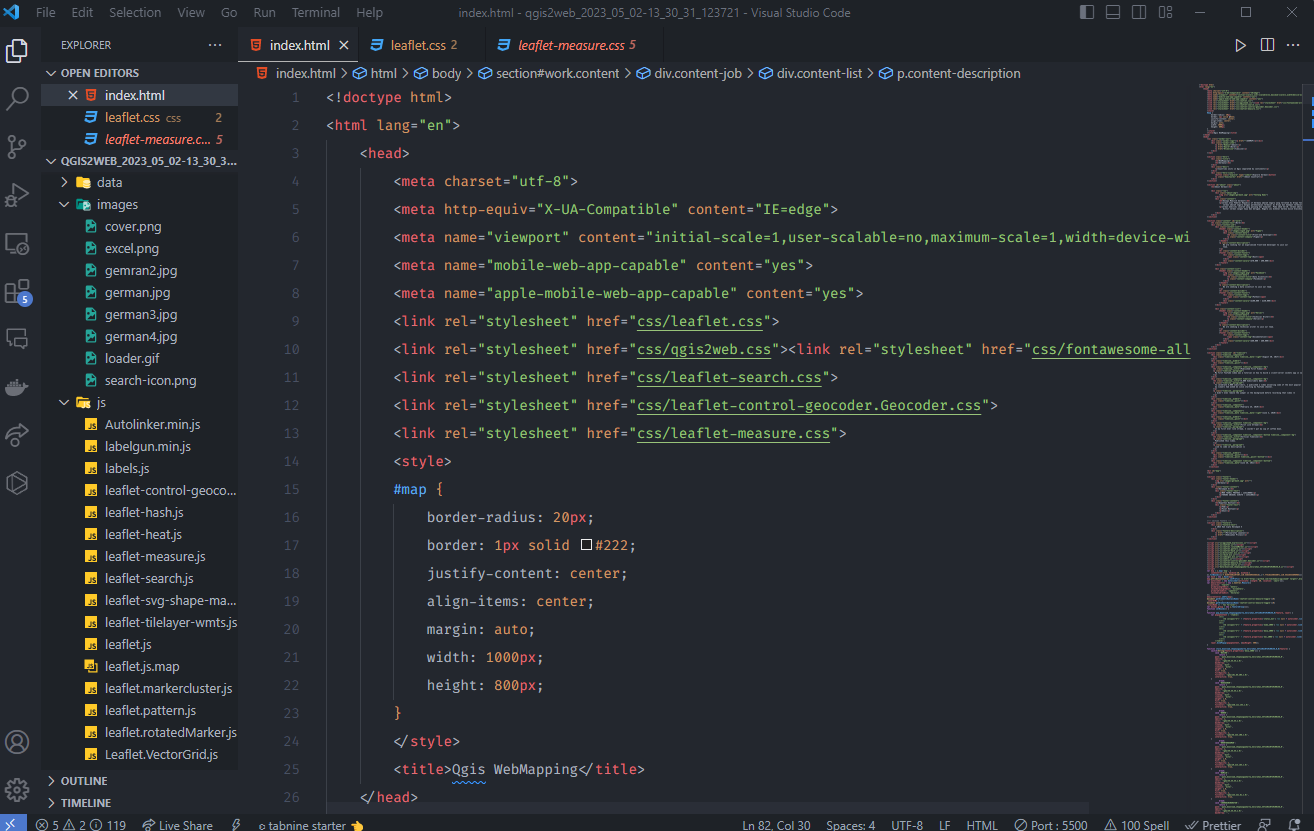 File Edit Selection View Go Run Terminal Help
index.html - qgis2web_2023_05_02-13_30_31_123721 - Visual Studio Code
EXPLORER
OPEN EDITORS
index.html
leaflet.css css 2
leaflet-measure.c... 5
QGIS2WEB_2023_05_02-13_30_3...
data
images
cover.png
excel.png
gemran2.jpg
german.jpg
german3.jpg
german4.jpg
loader.gif
search-icon.png
js
Autolinker.min.js
labelgun.min.js
labels.js
leaflet-control-geoco...
leaflet-hash.js
leaflet-heat.js
leaflet-measure.js
leaflet-search.js
leaflet-svg-shape-ma...
leaflet-tilelayer-wmts.js
leaflet.js
leaflet.js.map
leaflet.markercluster.js
leaflet.pattern.js
leaflet.rotatedMarker.js
Leaflet.VectorGrid.js
OUTLINE
TIMELINE
5
index.html leaflet.css 2 leaflet-measure.css 5
index.html > html > body > section#work.content > div.content-job > div.content-list > p.content-description
1 <!doctype html>
2 <html lang="en">
3 <head>
4 <meta charset="utf-8">
5 <meta http-equiv="X-UA-Compatible" content="IE=edge">
6 <meta name="viewport" content="initial-scale=1,user-scalable=no,maximum-scale=1,width=device-wi
7 <meta name="mobile-web-app-capable" content="yes">
8 <meta name="apple-mobile-web-app-capable" content="yes">
9 <link rel="stylesheet" href="css/leaflet.css">
10 <link rel="stylesheet" href="css/qgis2web.css"><link rel="stylesheet" href="css/fontawesome-all
11 <link rel="stylesheet" href="css/leaflet-search.css">
12 <link rel="stylesheet" href="css/leaflet-control-geocoder.Geocoder.css">
13 <link rel="stylesheet" href="css/leaflet-measure.css">
14 <style>
15 #map {
16 border-radius: 20px;
17 border: 1px solid #222;
18 justify-content: center;
19 align-items: center;
20 margin: auto;
21 width: 1000px;
22 height: 800px;
23 }
24 </style>
25 <title>Qgis WebMapping</title>
26 </head>
5 2 119 Live Share tabnine starter Ln 82, Col 30 Spaces: 4 UTF-8 LF HTML Port : 5500 100 Spell Prettier